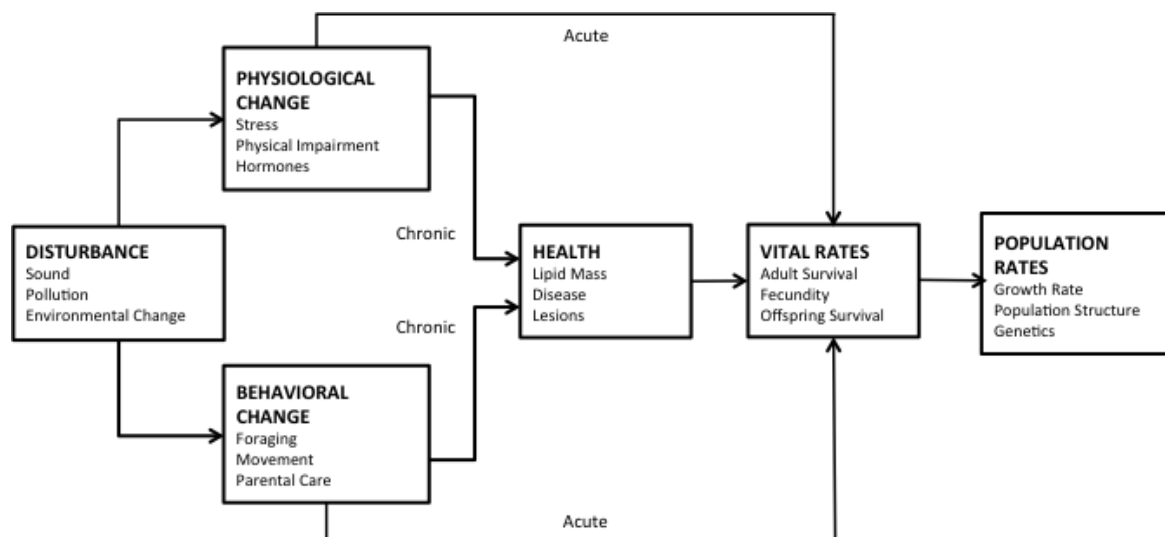 Acute
PHYSIOLOGICAL
CHANGE
Stress
Physical Impairment
Hormones
Chronic
DISTURBANCE
Sound
Pollution
Environmental Change
HEALTH
Lipid Mass
Disease
Lesions
VITAL RATES
Adult Survival
Fecundity
Offspring Survival
POPULATION
RATES
Growth Rate
Population Structure
Genetics
Chronic
BEHAVIORAL
CHANGE
Foraging
Movement
Parental Care
Acute